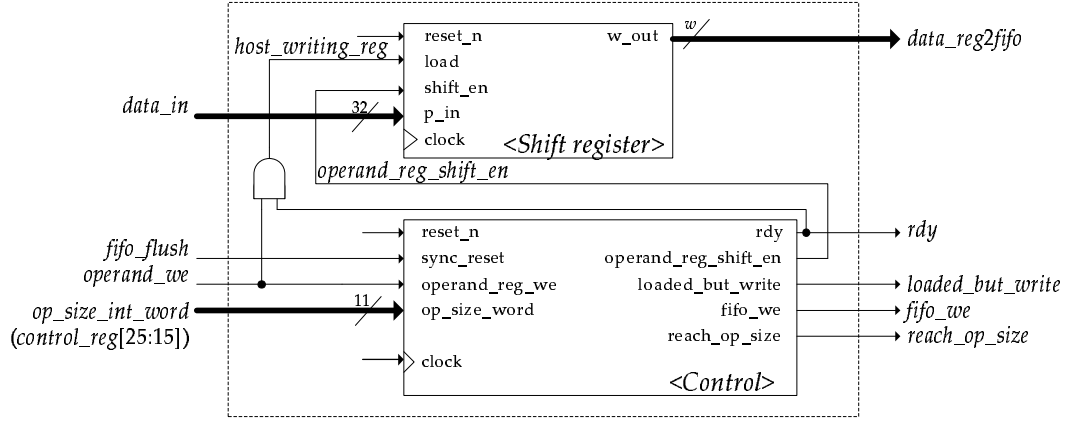 reset_n
w_out
w
data_reg2fifo
host_writing_reg
load
shift_en
data_in
32
p_in
clock
<Shift register>
operand_reg_shift_en
reset_n
rdy
rdy
fifo_flush
sync_reset
operand_reg_shift_en
operand_we
operand_reg_we
loaded_but_write
loaded_but_write
op_size_int_word
11
op_size_word
fifo_we
fifo_we
(control_reg[25:15])
reach_op_size
reach_op_size
clock
<Control>